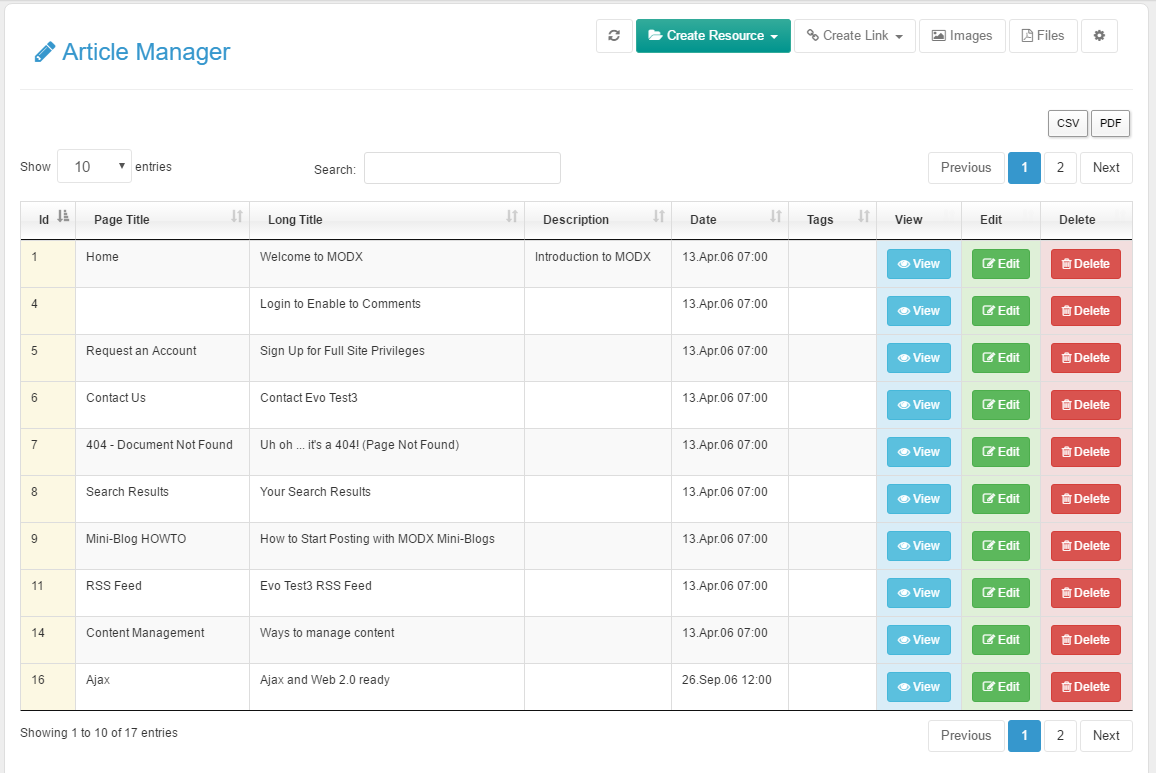 Article Manager
Create Resource Create Link Images Files
CSV PDF
Show 10 entries Search: Previous 1 2 Next
Id Page Title Long Title Description Date Tags View Edit Delete
1 Home Welcome to MODX Introduction to MODX 13.Apr.06 07:00 View Edit Delete
4 Login to Enable to Comments 13.Apr.06 07:00 View Edit Delete
5 Request an Account Sign Up for Full Site Privileges 13.Apr.06 07:00 View Edit Delete
6 Contact Us Contact Evo Test3 13.Apr.06 07:00 View Edit Delete
7 404 - Document Not Found Uh oh ... it's a 404! (Page Not Found) 13.Apr.06 07:00 View Edit Delete
8 Search Results Your Search Results 13.Apr.06 07:00 View Edit Delete
9 Mini-Blog HOWTO How to Start Posting with MODX Mini-Blogs 13.Apr.06 07:00 View Edit Delete
11 RSS Feed Evo Test3 RSS Feed 13.Apr.06 07:00 View Edit Delete
14 Content Management Ways to manage content 13.Apr.06 07:00 View Edit Delete
16 Ajax Ajax and Web 2.0 ready 26.Sep.06 12:00 View Edit Delete
Showing 1 to 10 of 17 entries Previous 1 2 Next